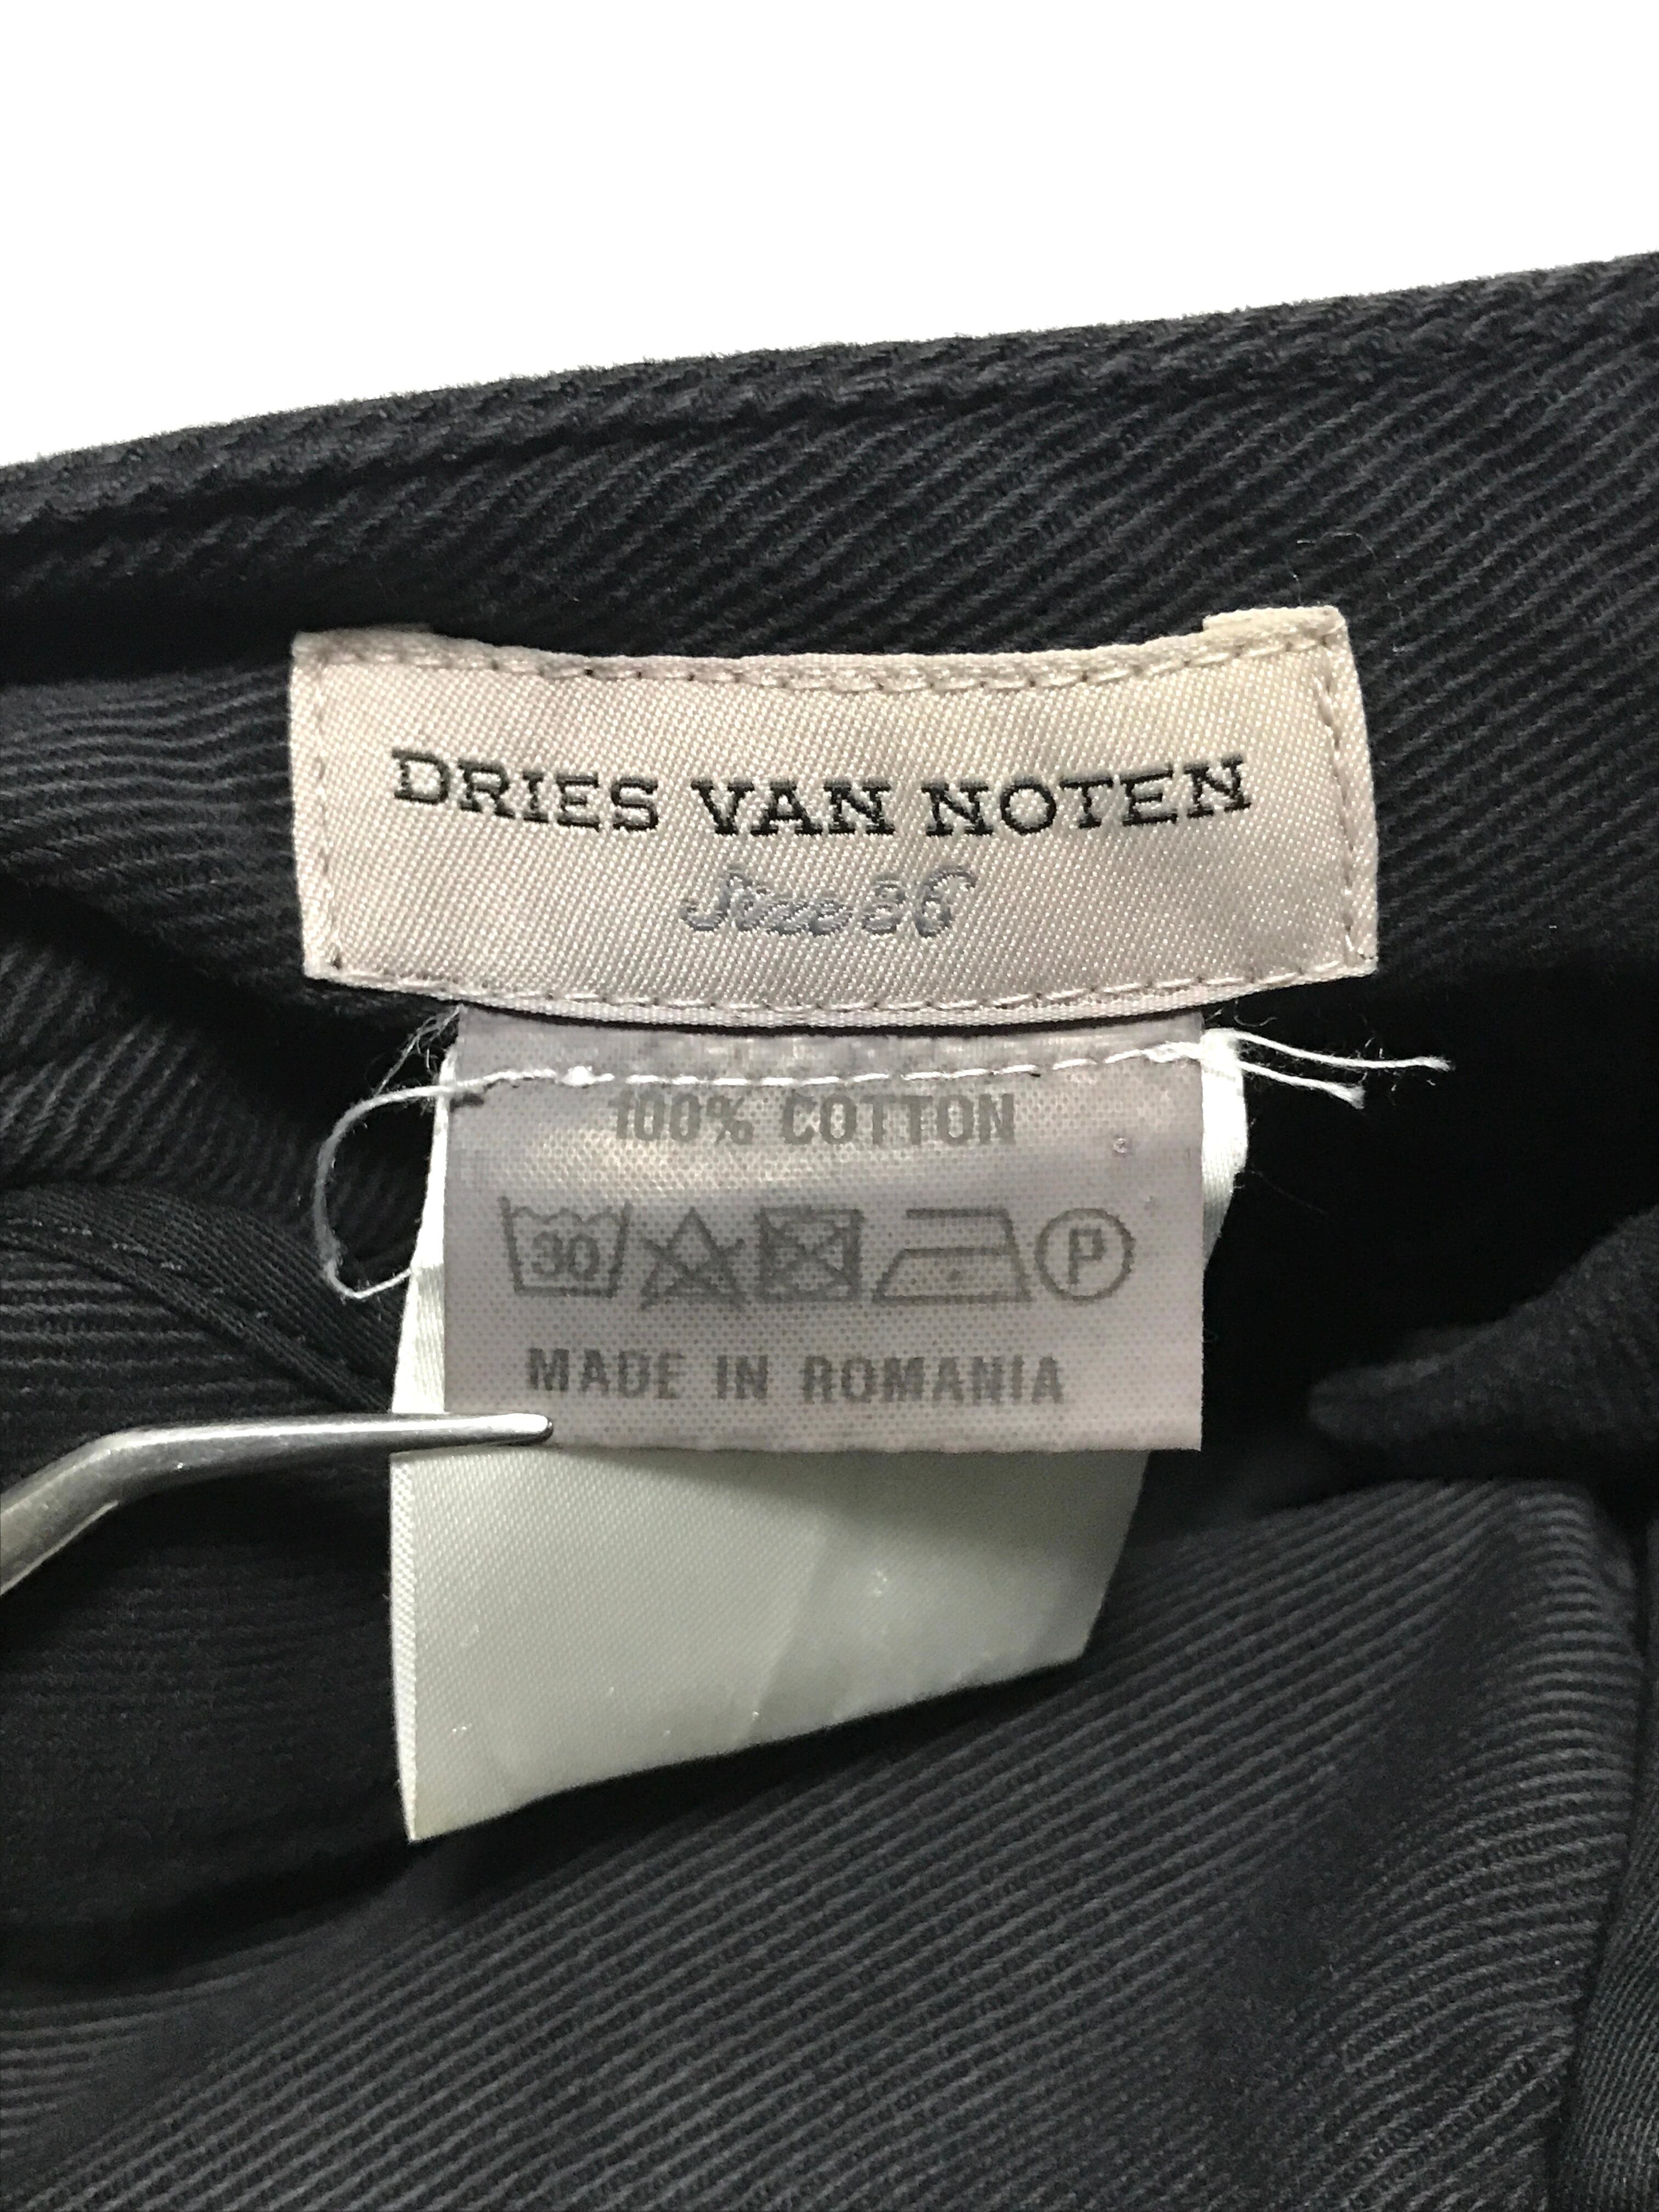 DRIES VAN NOTEN
Size 36
100% COTTON
30 P
MADE IN ROMANIA